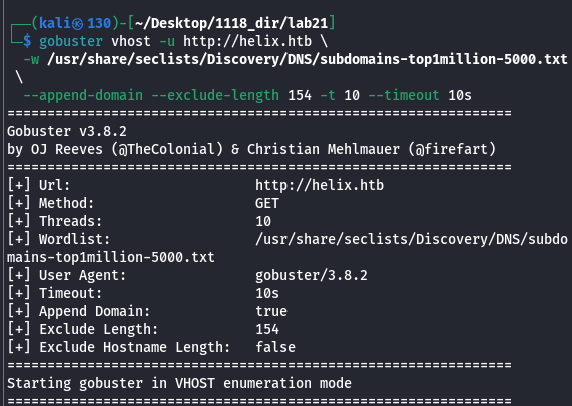 ┌──(kali㉿130)-[~/Desktop/1118_dir/lab21]
└─$ gobuster vhost -u http://helix.htb \
-w /usr/share/seclists/Discovery/DNS/subdomains-top1million-5000.txt
\
--append-domain --exclude-length 154 -t 10 --timeout 10s
===============================================================
Gobuster v3.8.2
by OJ Reeves (@TheColonial) & Christian Mehlmauer (@firefart)
===============================================================
[+] Url: http://helix.htb
[+] Method: GET
[+] Threads: 10
[+] Wordlist: /usr/share/seclists/Discovery/DNS/subdo
mains-top1million-5000.txt
[+] User Agent: gobuster/3.8.2
[+] Timeout: 10s
[+] Append Domain: true
[+] Exclude Length: 154
[+] Exclude Hostname Length: false
===============================================================
Starting gobuster in VHOST enumeration mode
===============================================================